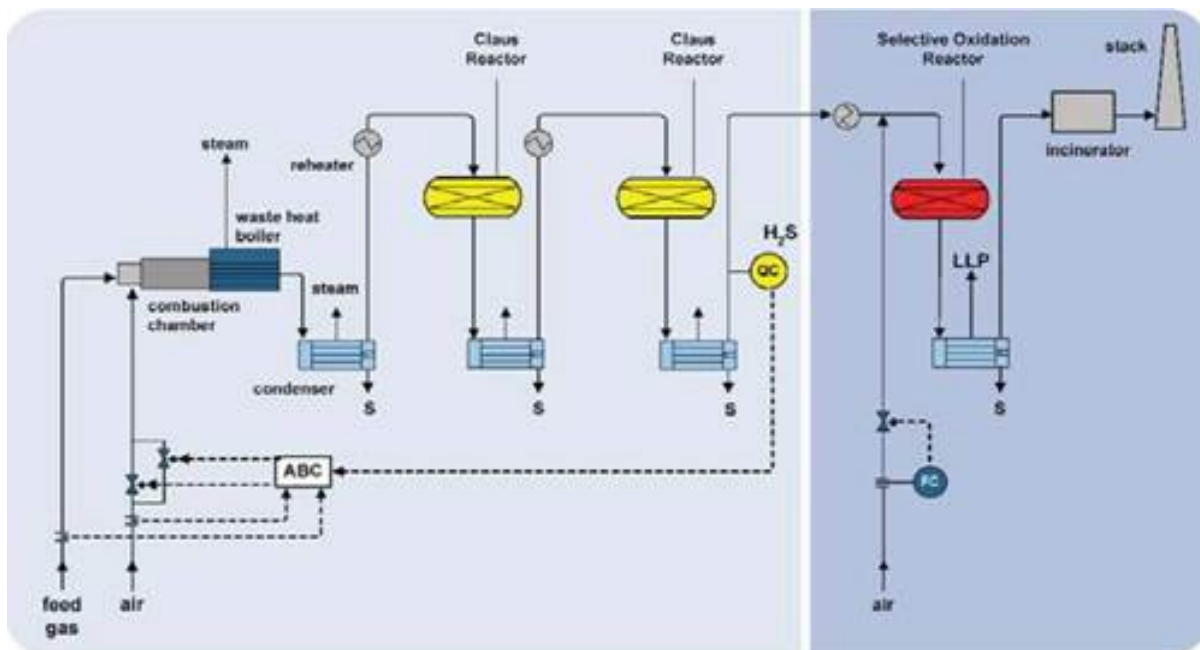 Claus
Reactor
Claus
Reactor
Selective Oxidation
Reactor
stack
steam
reheater
incinerator
waste heat
boiler
H₂S
QC
LLP
steam
combustion
chamber
condenser
S
S
S
S
ABC
FC
feed
gas
air
air